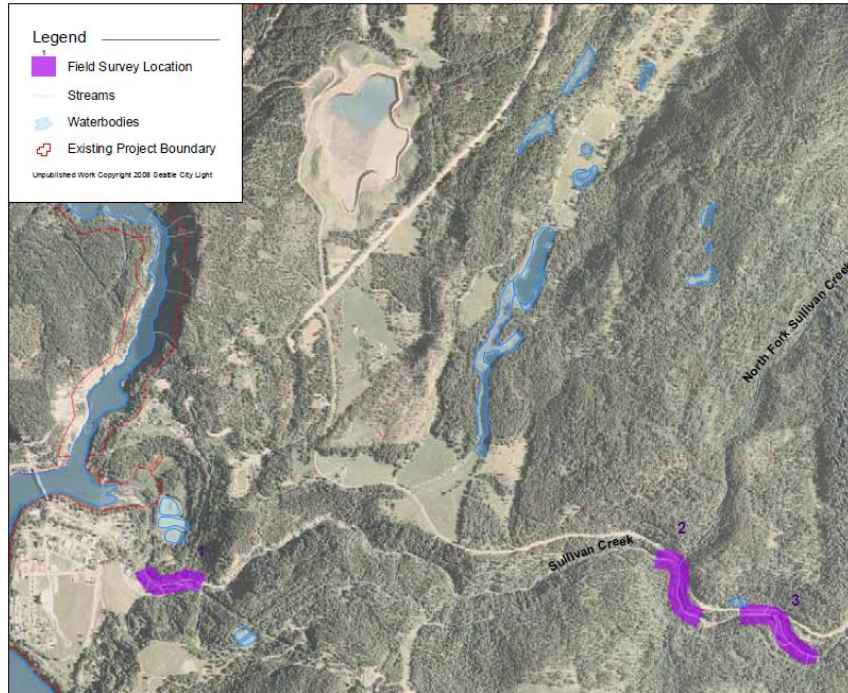 Legend
1
Field Survey Location
Streams
Waterbodies
Existing Project Boundary
Unpublished Work Copyright 2008 Seattle City Light
North Fork Sullivan Creek
Sullivan Creek
1
2
3